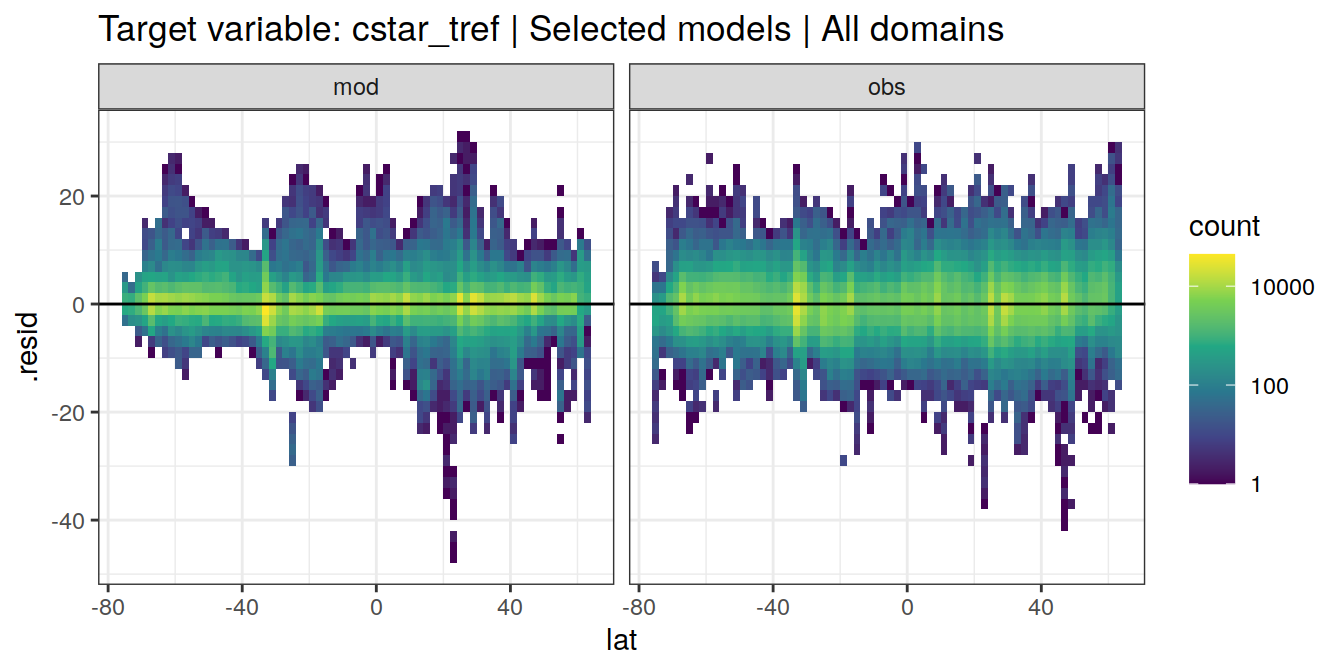 Target variable: cstar_tref | Selected models | All domains
mod
obs
.resid
20
0
-20
-40
-80
-40
0
40
-80
-40
0
40
lat
count
10000
100
1